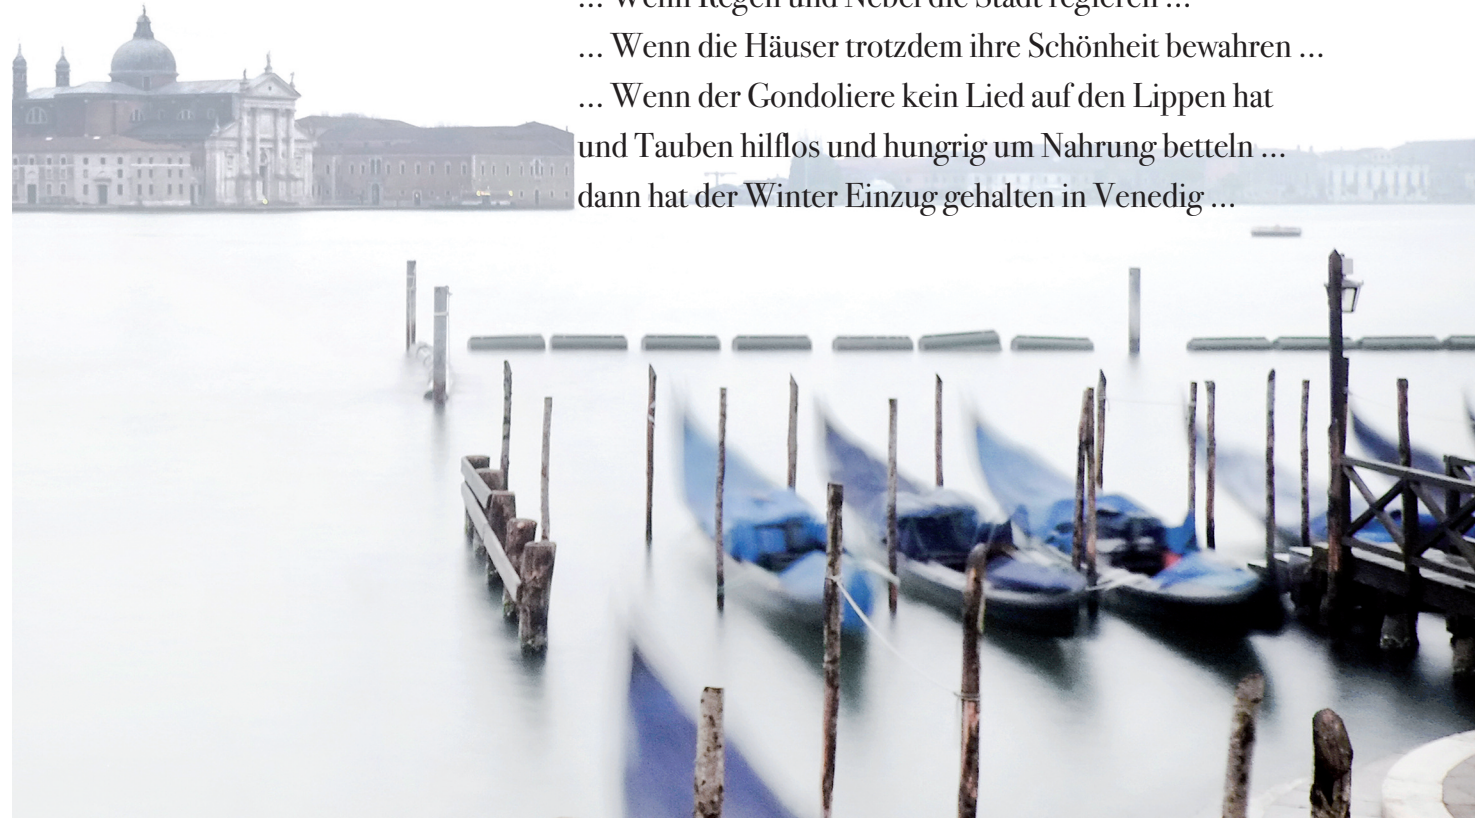 ... Wenn Regen und Nebel die Stadt regieren ...
... Wenn die Häuser trotzdem ihre Schönheit bewahren ...
... Wenn der Gondoliere kein Lied auf den Lippen hat
und Tauben hilflos und hungrig um Nahrung betteln ...
dann hat der Winter Einzug gehalten in Venedig ...